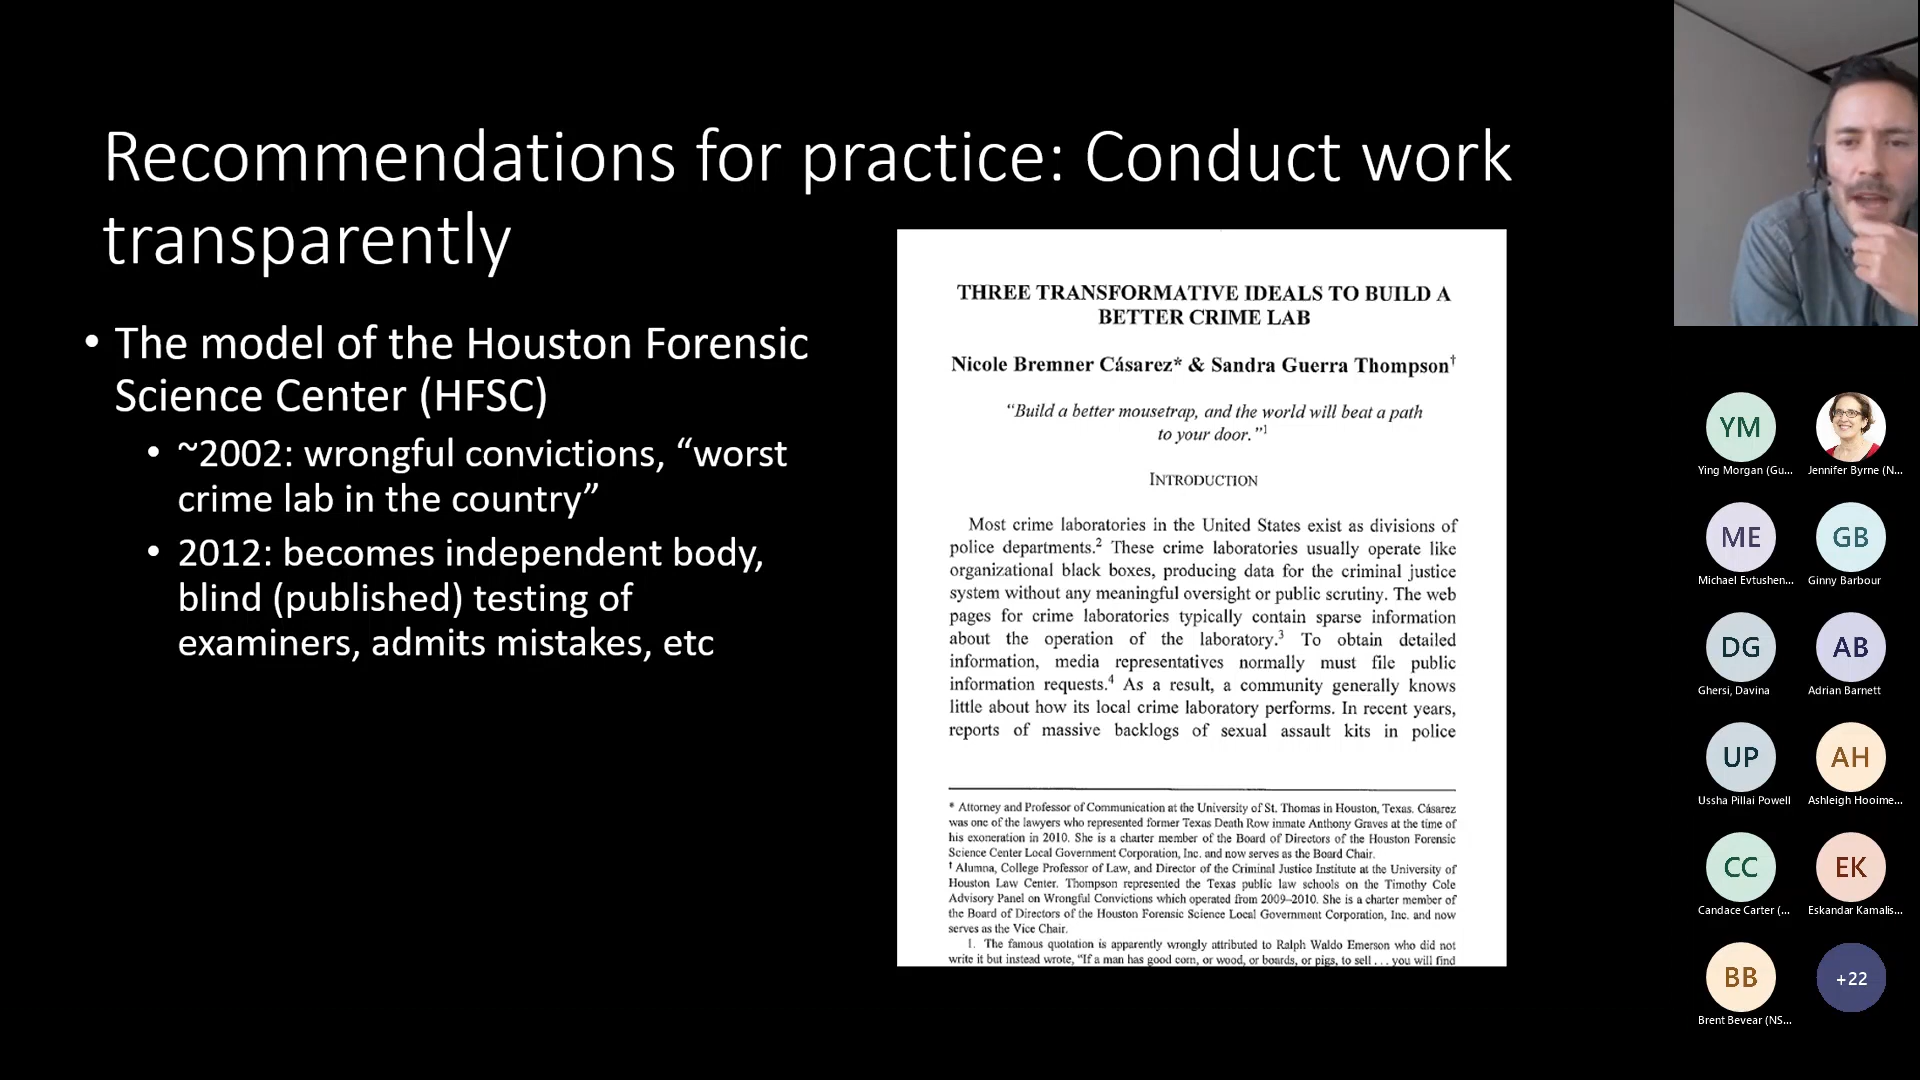 Recommendations for practice: Conduct work
transparently
• The model of the Houston Forensic
Science Center (HFSC)
• ~2002: wrongful convictions, “worst
crime lab in the country”
• 2012: becomes independent body,
blind (published) testing of
examiners, admits mistakes, etc
THREE TRANSFORMATIVE IDEALS TO BUILD A
BETTER CRIME LAB
Nicole Bremner Cásarez* & Sandra Guerra Thompson†
“Build a better mousetrap, and the world will beat a path
to your door.”1
INTRODUCTION
Most crime laboratories in the United States exist as divisions of
police departments.2 These crime laboratories usually operate like
organizational black boxes, producing data for the criminal justice
system without any meaningful oversight or public scrutiny. The web
pages for crime laboratories typically contain sparse information
about the operation of the laboratory.3 To obtain detailed
information, media representatives normally must file public
information requests.4 As a result, a community generally knows
little about how its local crime laboratory performs. In recent years,
reports of massive backlogs of sexual assault kits in police
* Attorney and Professor of Communication at the University of St. Thomas in Houston, Texas. Cásarez
was one of the lawyers who represented former Texas Death Row inmate Anthony Graves at the time of
his exoneration in 2010. She is a charter member of the Board of Directors of the Houston Forensic
Science Center Local Government Corporation, Inc. and now serves as the Board Chair.
† Alumna, College Professor of Law, and Director of the Criminal Justice Institute at the University of
Houston Law Center. Thompson represented the Texas public law schools on the Timothy Cole
Advisory Panel on Wrongful Convictions which operated from 2009–2010. She is a charter member of
the Board of Directors of the Houston Forensic Science Local Government Corporation, Inc. and now
serves as the Vice Chair.
1. The famous quotation is apparently wrongly attributed to Ralph Waldo Emerson who did not
write it but instead wrote, “If a man has good corn, or wood, or boards, or pigs, to sell . . . you will find
YM
Ying Morgan (Gu...
Jennifer Byrne (N...
ME
GB
Michael Evtushen...
Ginny Barbour
DG
AB
Ghersi, Davina
Adrian Barnett
UP
AH
Ussha Pillai Powell
Ashleigh Hooime...
CC
EK
Candace Carter (...
Eskandar Kamalis...
BB
+22
Brent Bevear (NS...